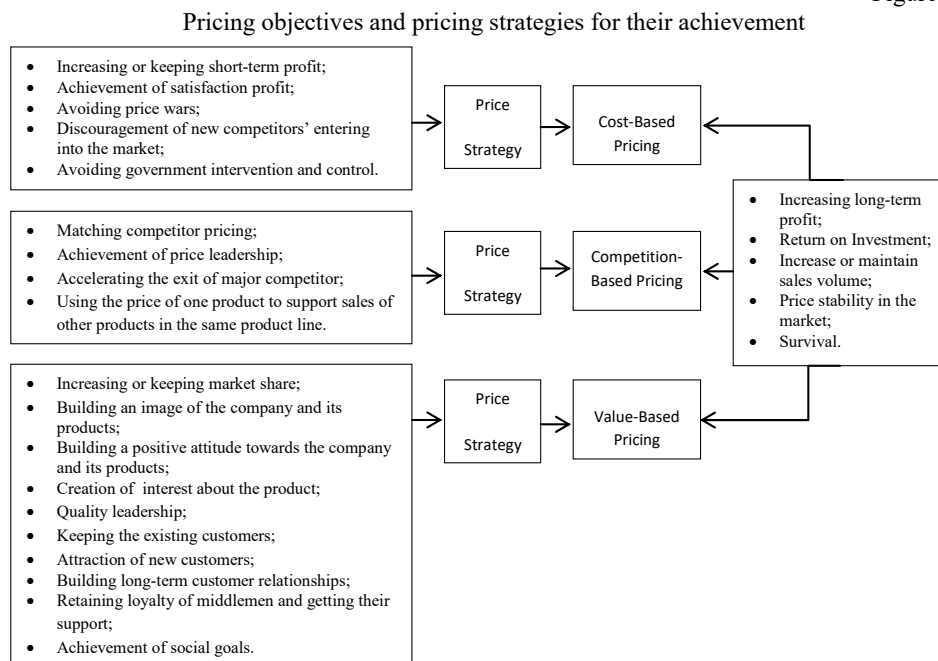 Pricing objectives and pricing strategies for their achievement
• Increasing or keeping short-term profit;
• Achievement of satisfaction profit;
• Avoiding price wars;
• Discouragement of new competitors’ entering
into the market;
• Avoiding government intervention and control.
Price
Strategy
Cost-Based
Pricing
• Matching competitor pricing;
• Achievement of price leadership;
• Accelerating the exit of major competitor;
• Using the price of one product to support sales of
other products in the same product line.
Price
Strategy
Competition-
Based Pricing
• Increasing long-term
profit;
• Return on Investment;
• Increase or maintain
sales volume;
• Price stability in the
market;
• Survival.
• Increasing or keeping market share;
• Building an image of the company and its
products;
• Building a positive attitude towards the company
and its products;
• Creation of interest about the product;
• Quality leadership;
• Keeping the existing customers;
• Attraction of new customers;
• Building long-term customer relationships;
• Retaining loyalty of middlemen and getting their
support;
• Achievement of social goals.
Price
Strategy
Value-Based
Pricing